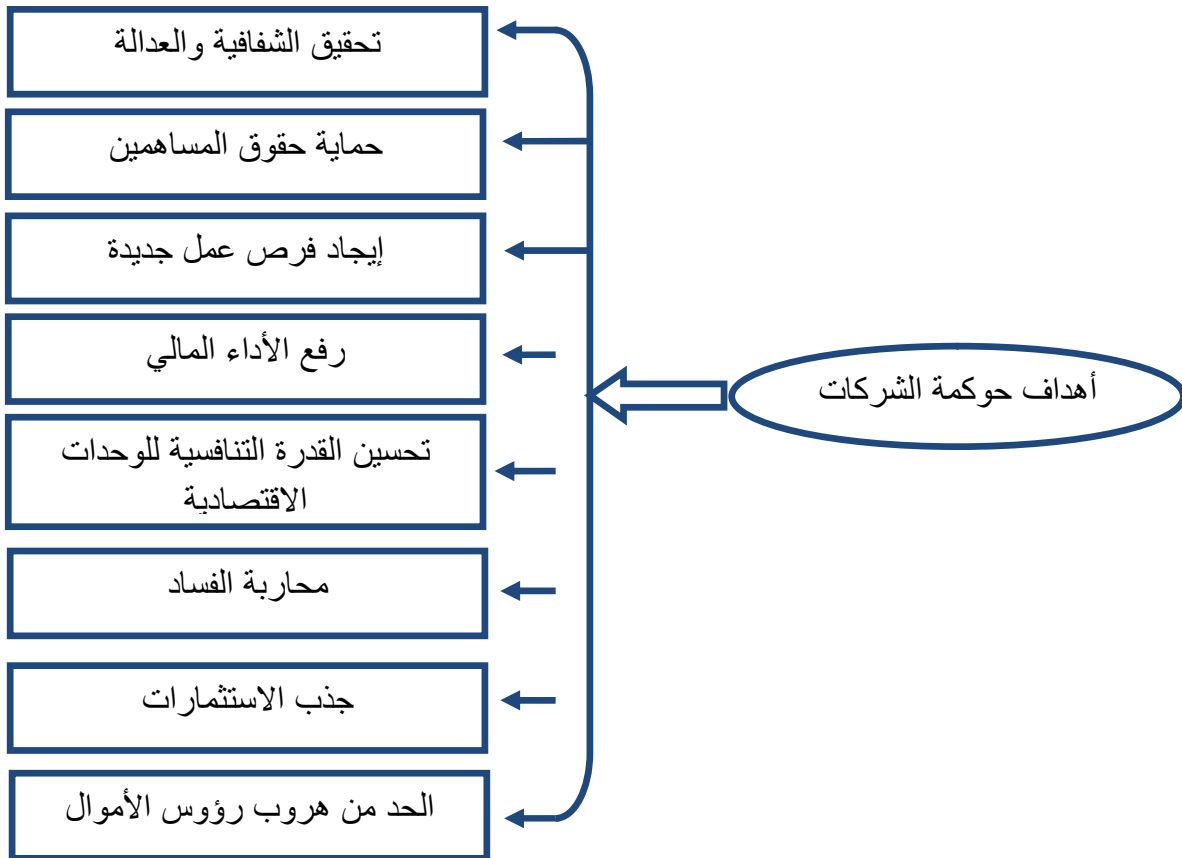 أهداف حوكمة الشركات
تحقيق الشفافية والعدالة
حماية حقوق المساهمين
إيجاد فرص عمل جديدة
رفع الأداء المالي
تحسين القدرة التنافسية للوحدات
الاقتصادية
محاربة الفساد
جذب الاستثمارات
الحد من هروب رؤوس الأموال